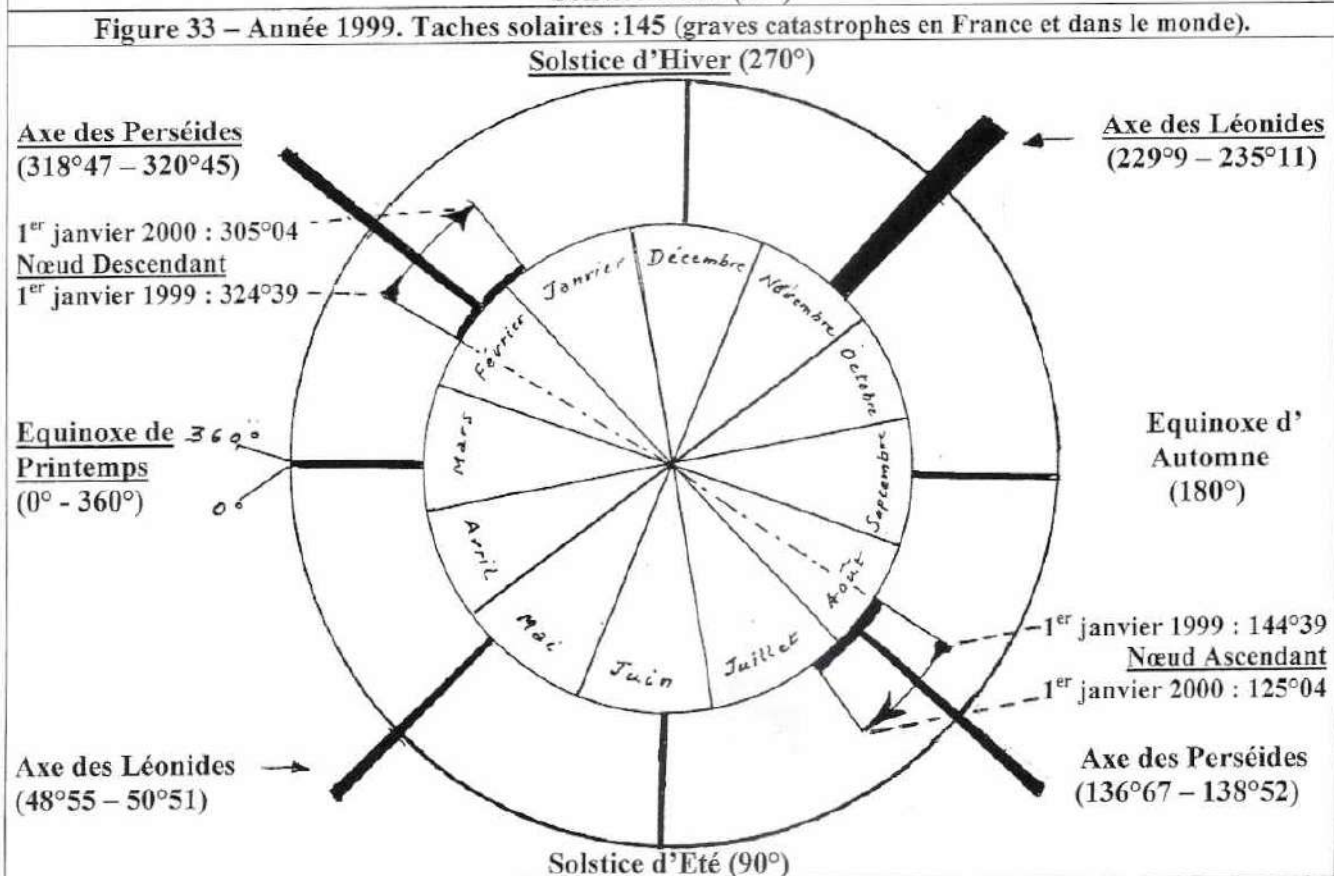 Figure 33 – Année 1999. Taches solaires :145 (graves catastrophes en France et dans le monde).
Solstice d'Hiver (270°)
Axe des Perséides
(318°47 – 320°45)
Axe des Léonides
(229°9 – 235°11)
1er janvier 2000 : 305°04
Nœud Descendant
1er janvier 1999 : 324°39
Janvier
Décembre
Novembre
Février
Octobre
Mars
Septembre
Equinoxe de
Printemps
(0° - 360°)
360°
0°
Equinoxe d'
Automne
(180°)
Avril
Août
Mai
Juin
Juillet
1er janvier 1999 : 144°39
Nœud Ascendant
1er janvier 2000 : 125°04
Axe des Léonides
(48°55 – 50°51)
Axe des Perséides
(136°67 – 138°52)
Solstice d'Eté (90°)